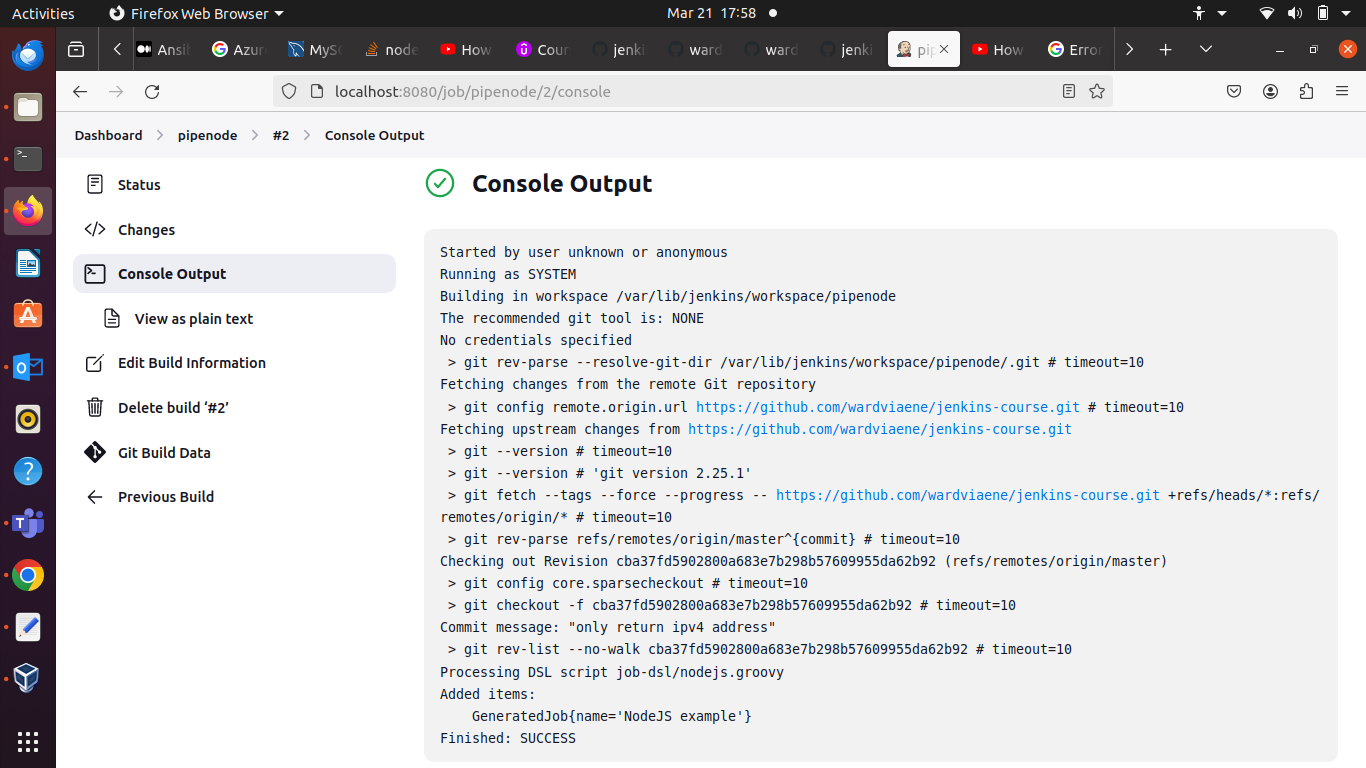 Activities
Firefox Web Browser
Mar 21 17:58
Ansib
Azur
MySQ
node
How
Cour
jenki
ward
ward
jenki
pip
How
Erro
localhost:8080/job/pipenode/2/console
Dashboard
pipenode
#2
Console Output
Status
Changes
Console Output
View as plain text
Edit Build Information
Delete build ‘#2’
Git Build Data
Previous Build
Console Output
Started by user unknown or anonymous
Running as SYSTEM
Building in workspace /var/lib/jenkins/workspace/pipenode
The recommended git tool is: NONE
No credentials specified
> git rev-parse --resolve-git-dir /var/lib/jenkins/workspace/pipenode/.git # timeout=10
Fetching changes from the remote Git repository
> git config remote.origin.url https://github.com/wardviaene/jenkins-course.git # timeout=10
Fetching upstream changes from https://github.com/wardviaene/jenkins-course.git
> git --version # timeout=10
> git --version # 'git version 2.25.1'
> git fetch --tags --force --progress -- https://github.com/wardviaene/jenkins-course.git +refs/heads/*:refs/
remotes/origin/* # timeout=10
> git rev-parse refs/remotes/origin/master^{commit} # timeout=10
Checking out Revision cba37fd5902800a683e7b298b57609955da62b92 (refs/remotes/origin/master)
> git config core.sparsecheckout # timeout=10
> git checkout -f cba37fd5902800a683e7b298b57609955da62b92 # timeout=10
Commit message: "only return ipv4 address"
> git rev-list --no-walk cba37fd5902800a683e7b298b57609955da62b92 # timeout=10
Processing DSL script job-dsl/nodejs.groovy
Added items:
GeneratedJob{name='NodeJS example'}
Finished: SUCCESS